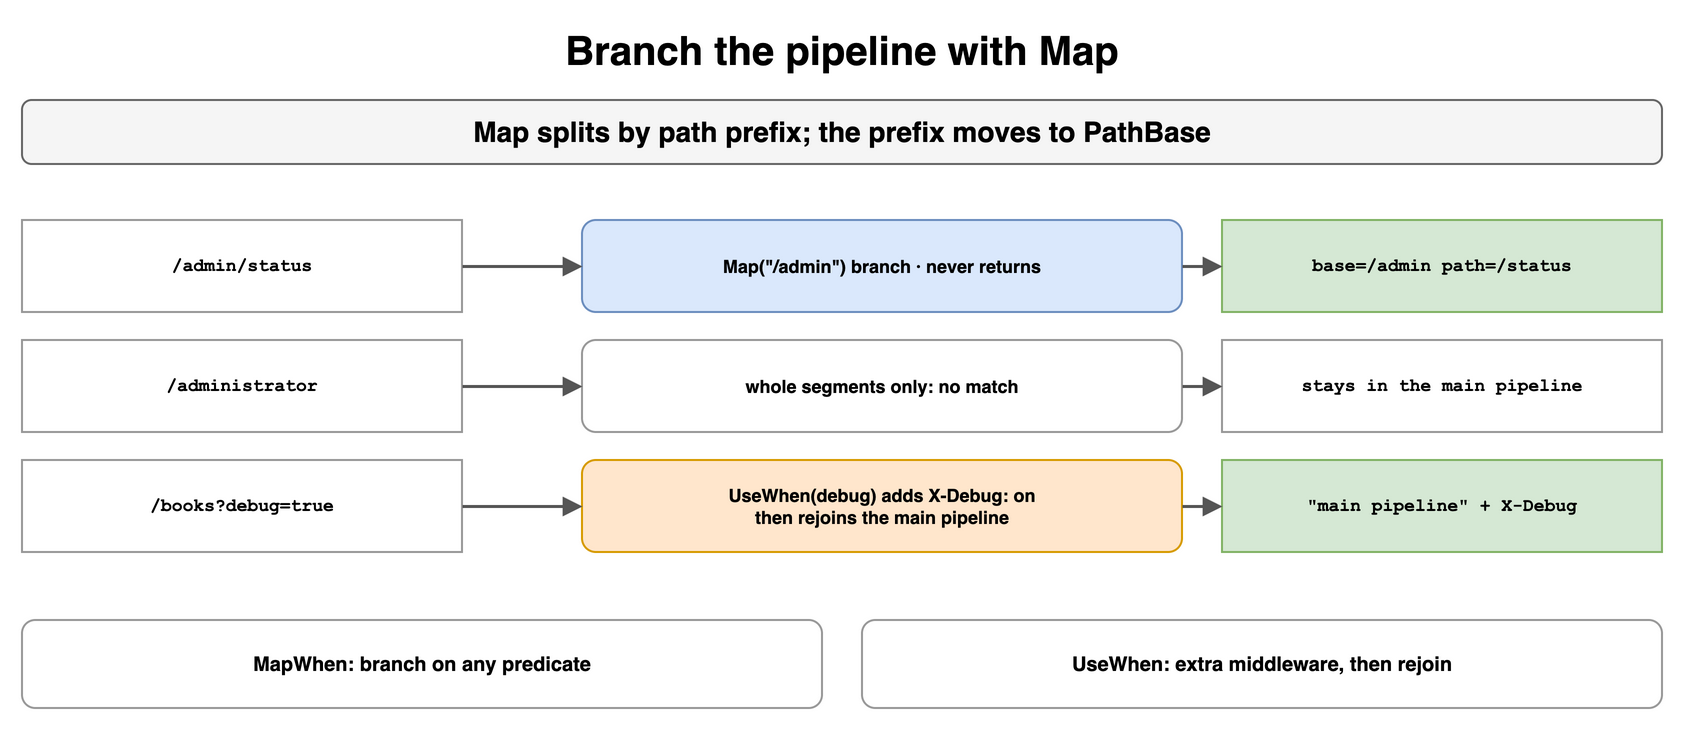 Branch the pipeline with Map
Map splits by path prefix; the prefix moves to PathBase
/admin/status
Map("/admin") branch · never returns
base=/admin path=/status
/administrator
whole segments only: no match
stays in the main pipeline
/books?debug=true
UseWhen(debug) adds X-Debug: on
then rejoins the main pipeline
"main pipeline" + X-Debug
MapWhen: branch on any predicate
UseWhen: extra middleware, then rejoin